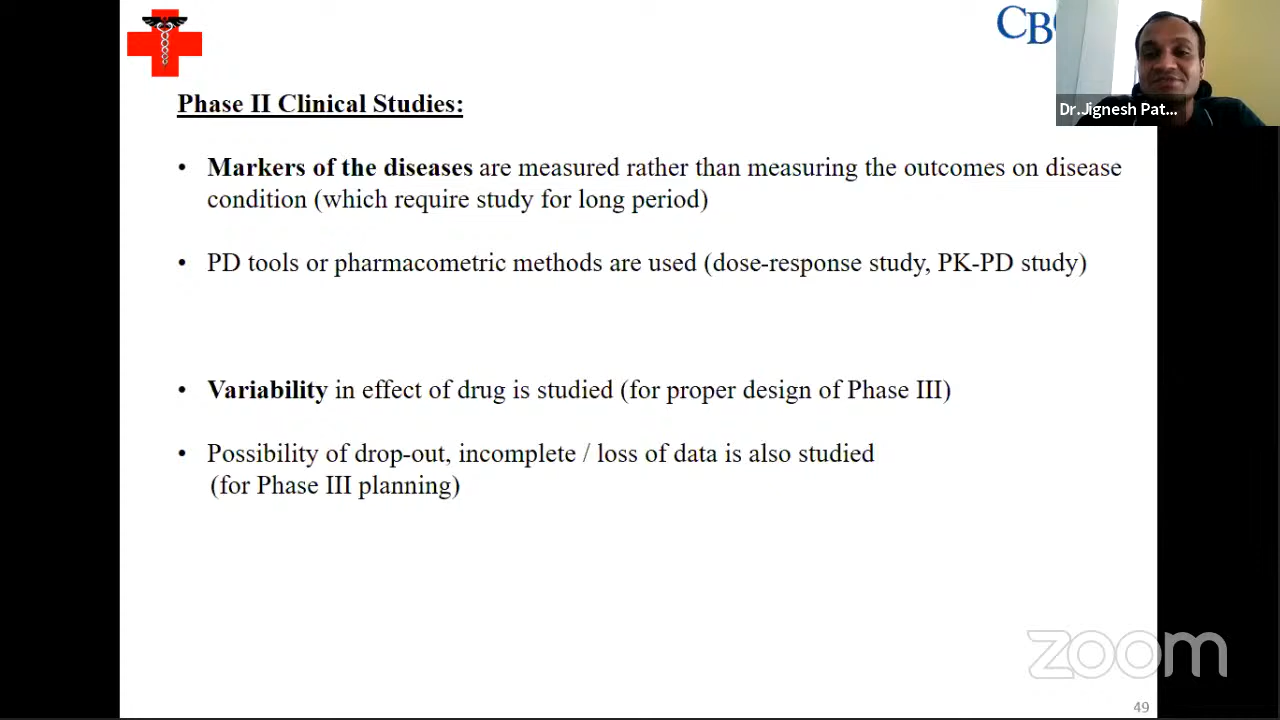 CB
Dr.Jignesh Pat...
Phase II Clinical Studies:
• Markers of the diseases are measured rather than measuring the outcomes on disease
condition (which require study for long period)
• PD tools or pharmacometric methods are used (dose-response study, PK-PD study)
• Variability in effect of drug is studied (for proper design of Phase III)
• Possibility of drop-out, incomplete / loss of data is also studied
(for Phase III planning)
zoom
49